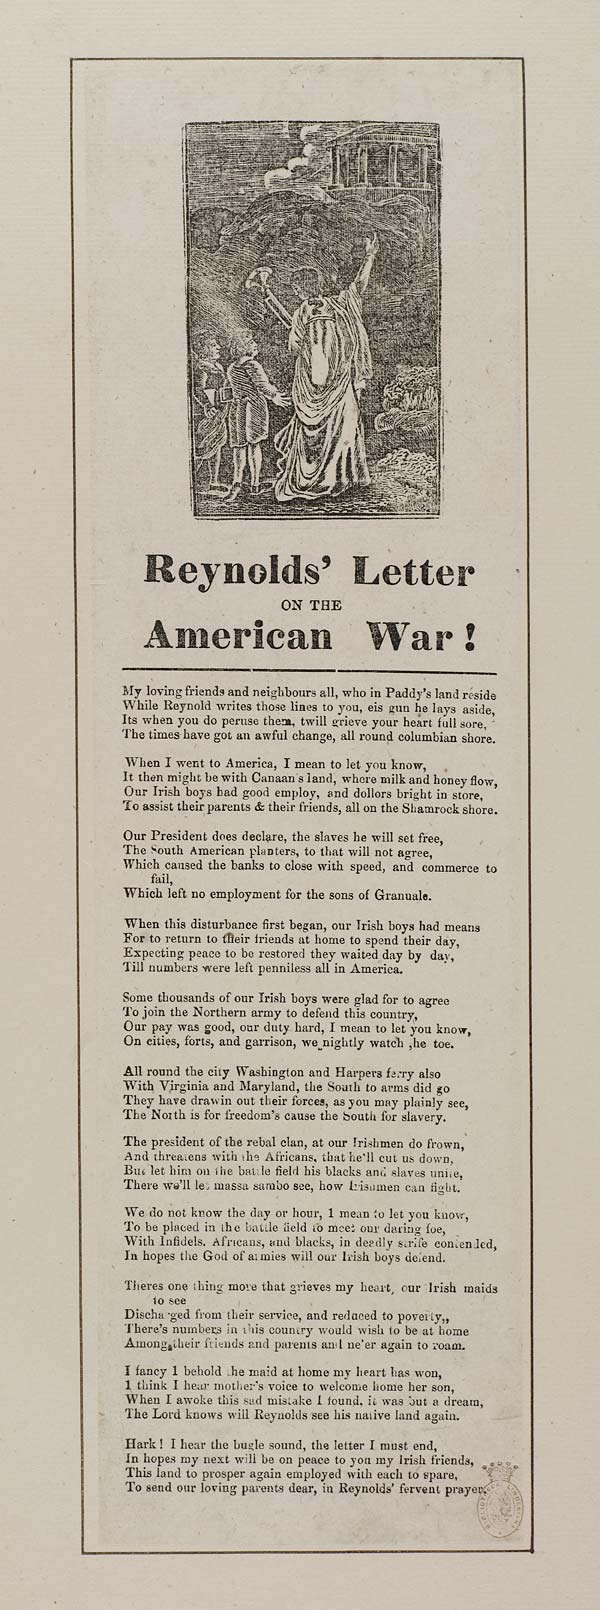 Reynolds' Letter
ON THE
American War!
My loving friends and neighbours all, who in Paddy's land reside
While Reynold writes those lines to you, eis gun he lays aside,
Its when you do peruse them, twill grieve your heart full sore,
The times have got an awful change, all round columbian shore.
When I went to America, I mean to let you know,
It then might be with Canaan's land, where milk and honey flow,
Our Irish boys had good employ, and dollors bright in store,
To assist their parents & their friends, all on the Shamrock shore.
Our President does declare, the slaves he will set free,
The South American planters, to that will not agree,
Which caused the banks to close with speed, and commerce to
fail,
Which left no employment for the sons of Granuale.
When this disturbance first began, our Irish boys had means
For to return to their friends at home to spend their day,
Expecting peace to be restored they waited day by day,
Till numbers were left penniless all in America.
Some thousands of our Irish boys were glad for to agree
To join the Northern army to defend this country,
Our pay was good, our duty hard, I mean to let you know,
On cities, forts, and garrison, we nightly watch ,he toe.
All round the city Washington and Harpers ferry also
With Virginia and Maryland, the South to arms did go
They have drawin out their forces, as you may plainly see,
The North is for freedom's cause the South for slavery.
The president of the rebal clan, at our Irishmen do frown,
And threatens with the Africans, that he'll cut us down,
But let him on the battle field his blacks and slaves unite,
There we'll let massa sambo see, how Irishmen can fight.
We do not know the day or hour, 1 mean to let you know,
To be placed in the battle field to meet our daring foe,
With Infidels. Africans, and blacks, in deadly strife contended,
In hopes the God of armies will our Irish boys defend.
Theres one thing more that grieves my heart, our Irish maids
to see
Discharged from their service, and reduced to poverty,,
There's numbers in this country would wish to be at home
Among their friends and parents and ne'er again to roam.
I fancy 1 behold the maid at home my heart has won,
1 think I hear mother's voice to welcome home her son,
When I awoke this sad mistake I found, it was but a dream,
The Lord knows will Reynolds see his native land again.
Hark! I hear the bugle sound, the letter I must end,
In hopes my next will be on peace to you my Irish friends,
This land to prosper again employed with each to spare,
To send our loving parents dear, in Reynolds' fervent prayer.